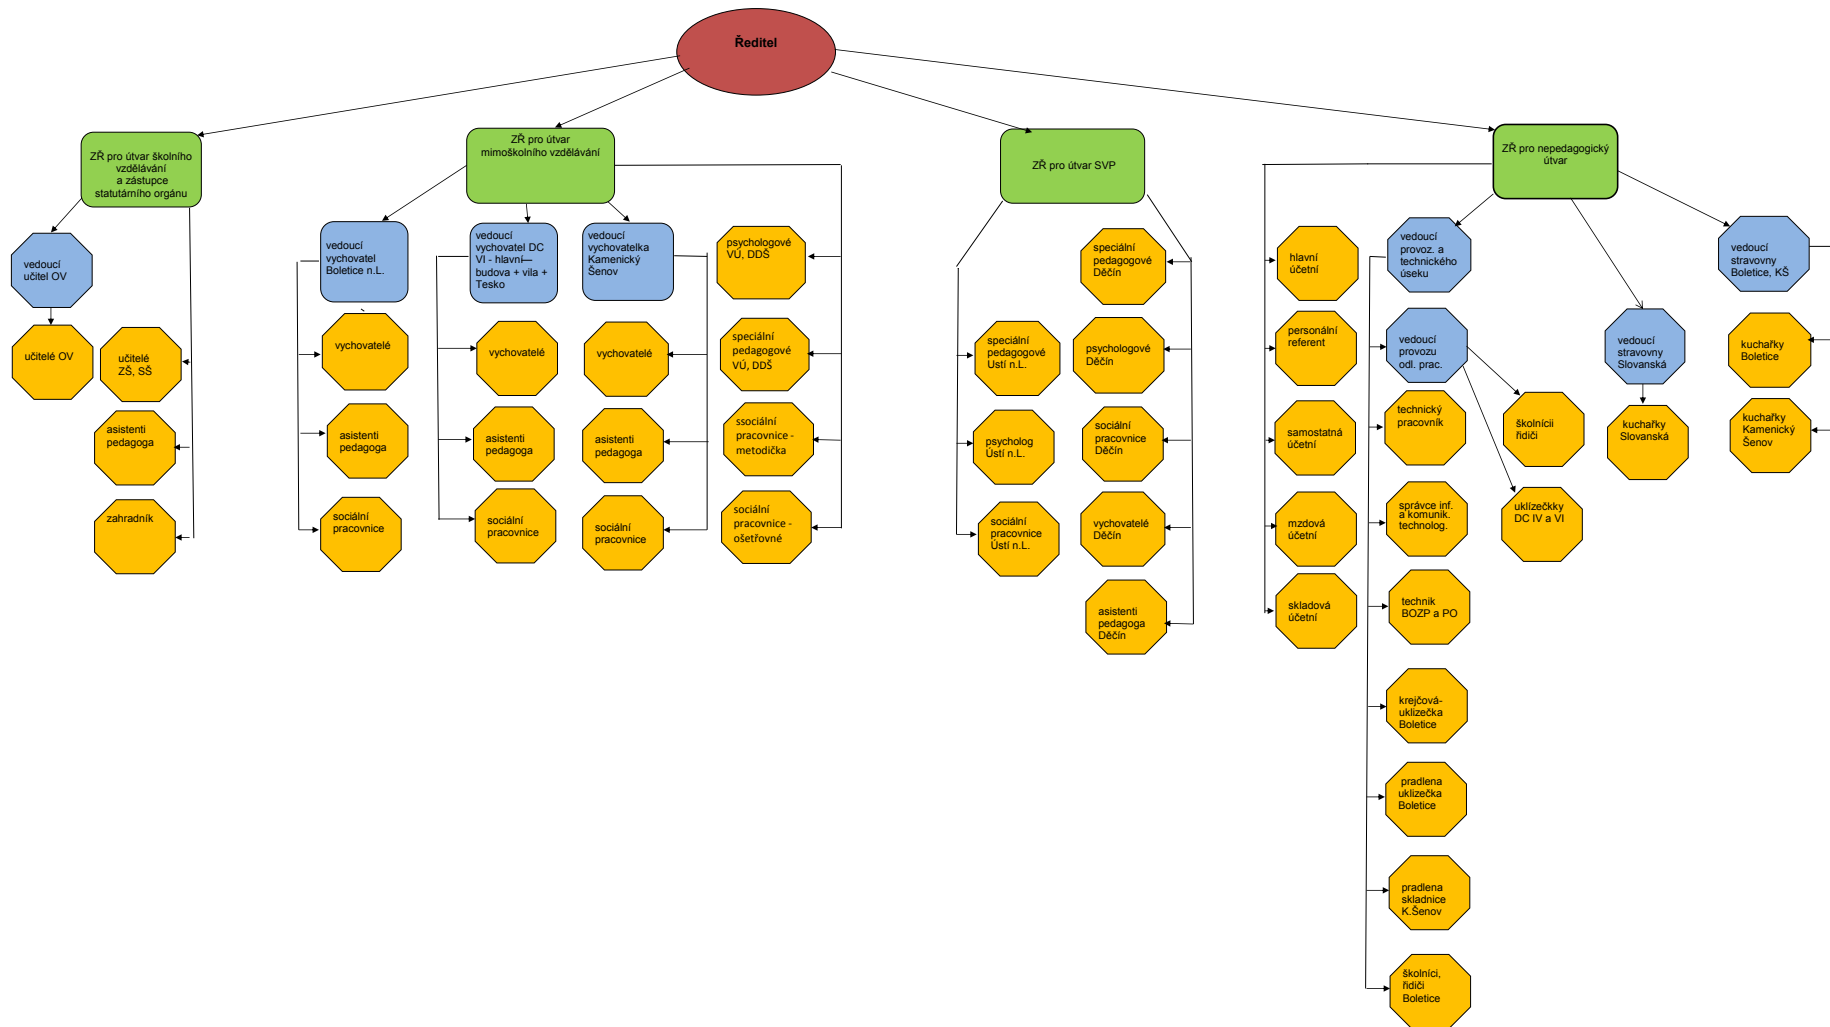 Ředitel
ZŘ pro útvar školního
vzdělávání
a zástupce
statutárního orgánu
ZŘ pro útvar
mimoškolního vzdělávání
ZŘ pro útvar SVP
ZŘ pro nepedagogický
útvar
vedoucí
učitel OV
učitelé OV
učitelé
ZŠ, SŠ
asistenti
pedagoga
zahradník
vedoucí
vychovatel
Boletice n.L.
vychovatelé
asistenti
pedagoga
sociální
pracovnice
vedoucí
vychovatel DC
VI - hlavní—
budova + vila +
Tesko
vychovatelé
asistenti
pedagoga
sociální
pracovnice
vedoucí
vychovatelka
Kamenický
Šenov
vychovatelé
asistenti
pedagoga
sociální
pracovnice
psychologové
VÚ, DDŠ
speciální
pedagogové
VÚ, DDŠ
ssociální
pracovnice -
metodička
sociální
pracovnice -
ošetřovné
speciální
pedagogové
Ústí n.L.
psycholog
Ústí n.L.
sociální
pracovnice
Ústí n.L.
speciální
pedagogové
Děčín
psychologové
Děčín
sociální
pracovnice
Děčín
vychovatelé
Děčín
asistenti
pedagoga
Děčín
hlavní
účetní
personální
referent
samostatná
účetní
mzdová
účetní
skladová
účetní
vedoucí
provoz. a
technického
úseku
vedoucí
provozu
odl. prac.
technický
pracovník
správce inf.
a komunik.
technolog.
technik
BOZP a PO
krejčová-
uklizečka
Boletice
pradlena
uklizečka
Boletice
pradlena
skladnice
K.Šenov
školníci,
řidiči
Boletice
školnícii
řidiči
uklízečkky
DC IV a VI
vedoucí
stravovny
Slovanská
kuchařky
Slovanská
vedoucí
stravovny
Boletice, KŠ
kuchařky
Boletice
kuchařky
Kamenický
Šenov